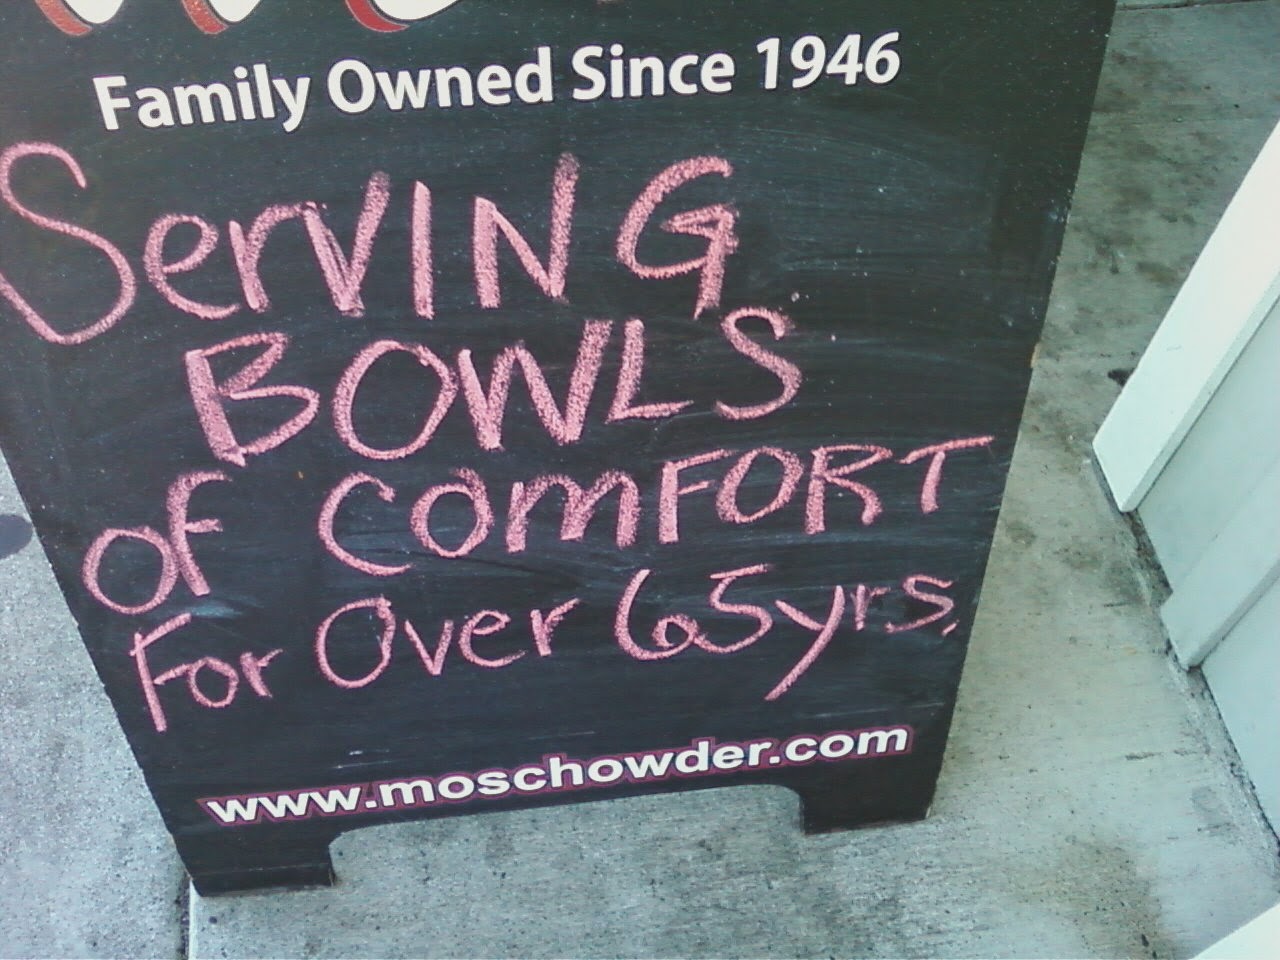 Family Owned Since 1946
SerVING
BOWLS
OF COmFORT
For Over 65yrs.
www.moschowder.com